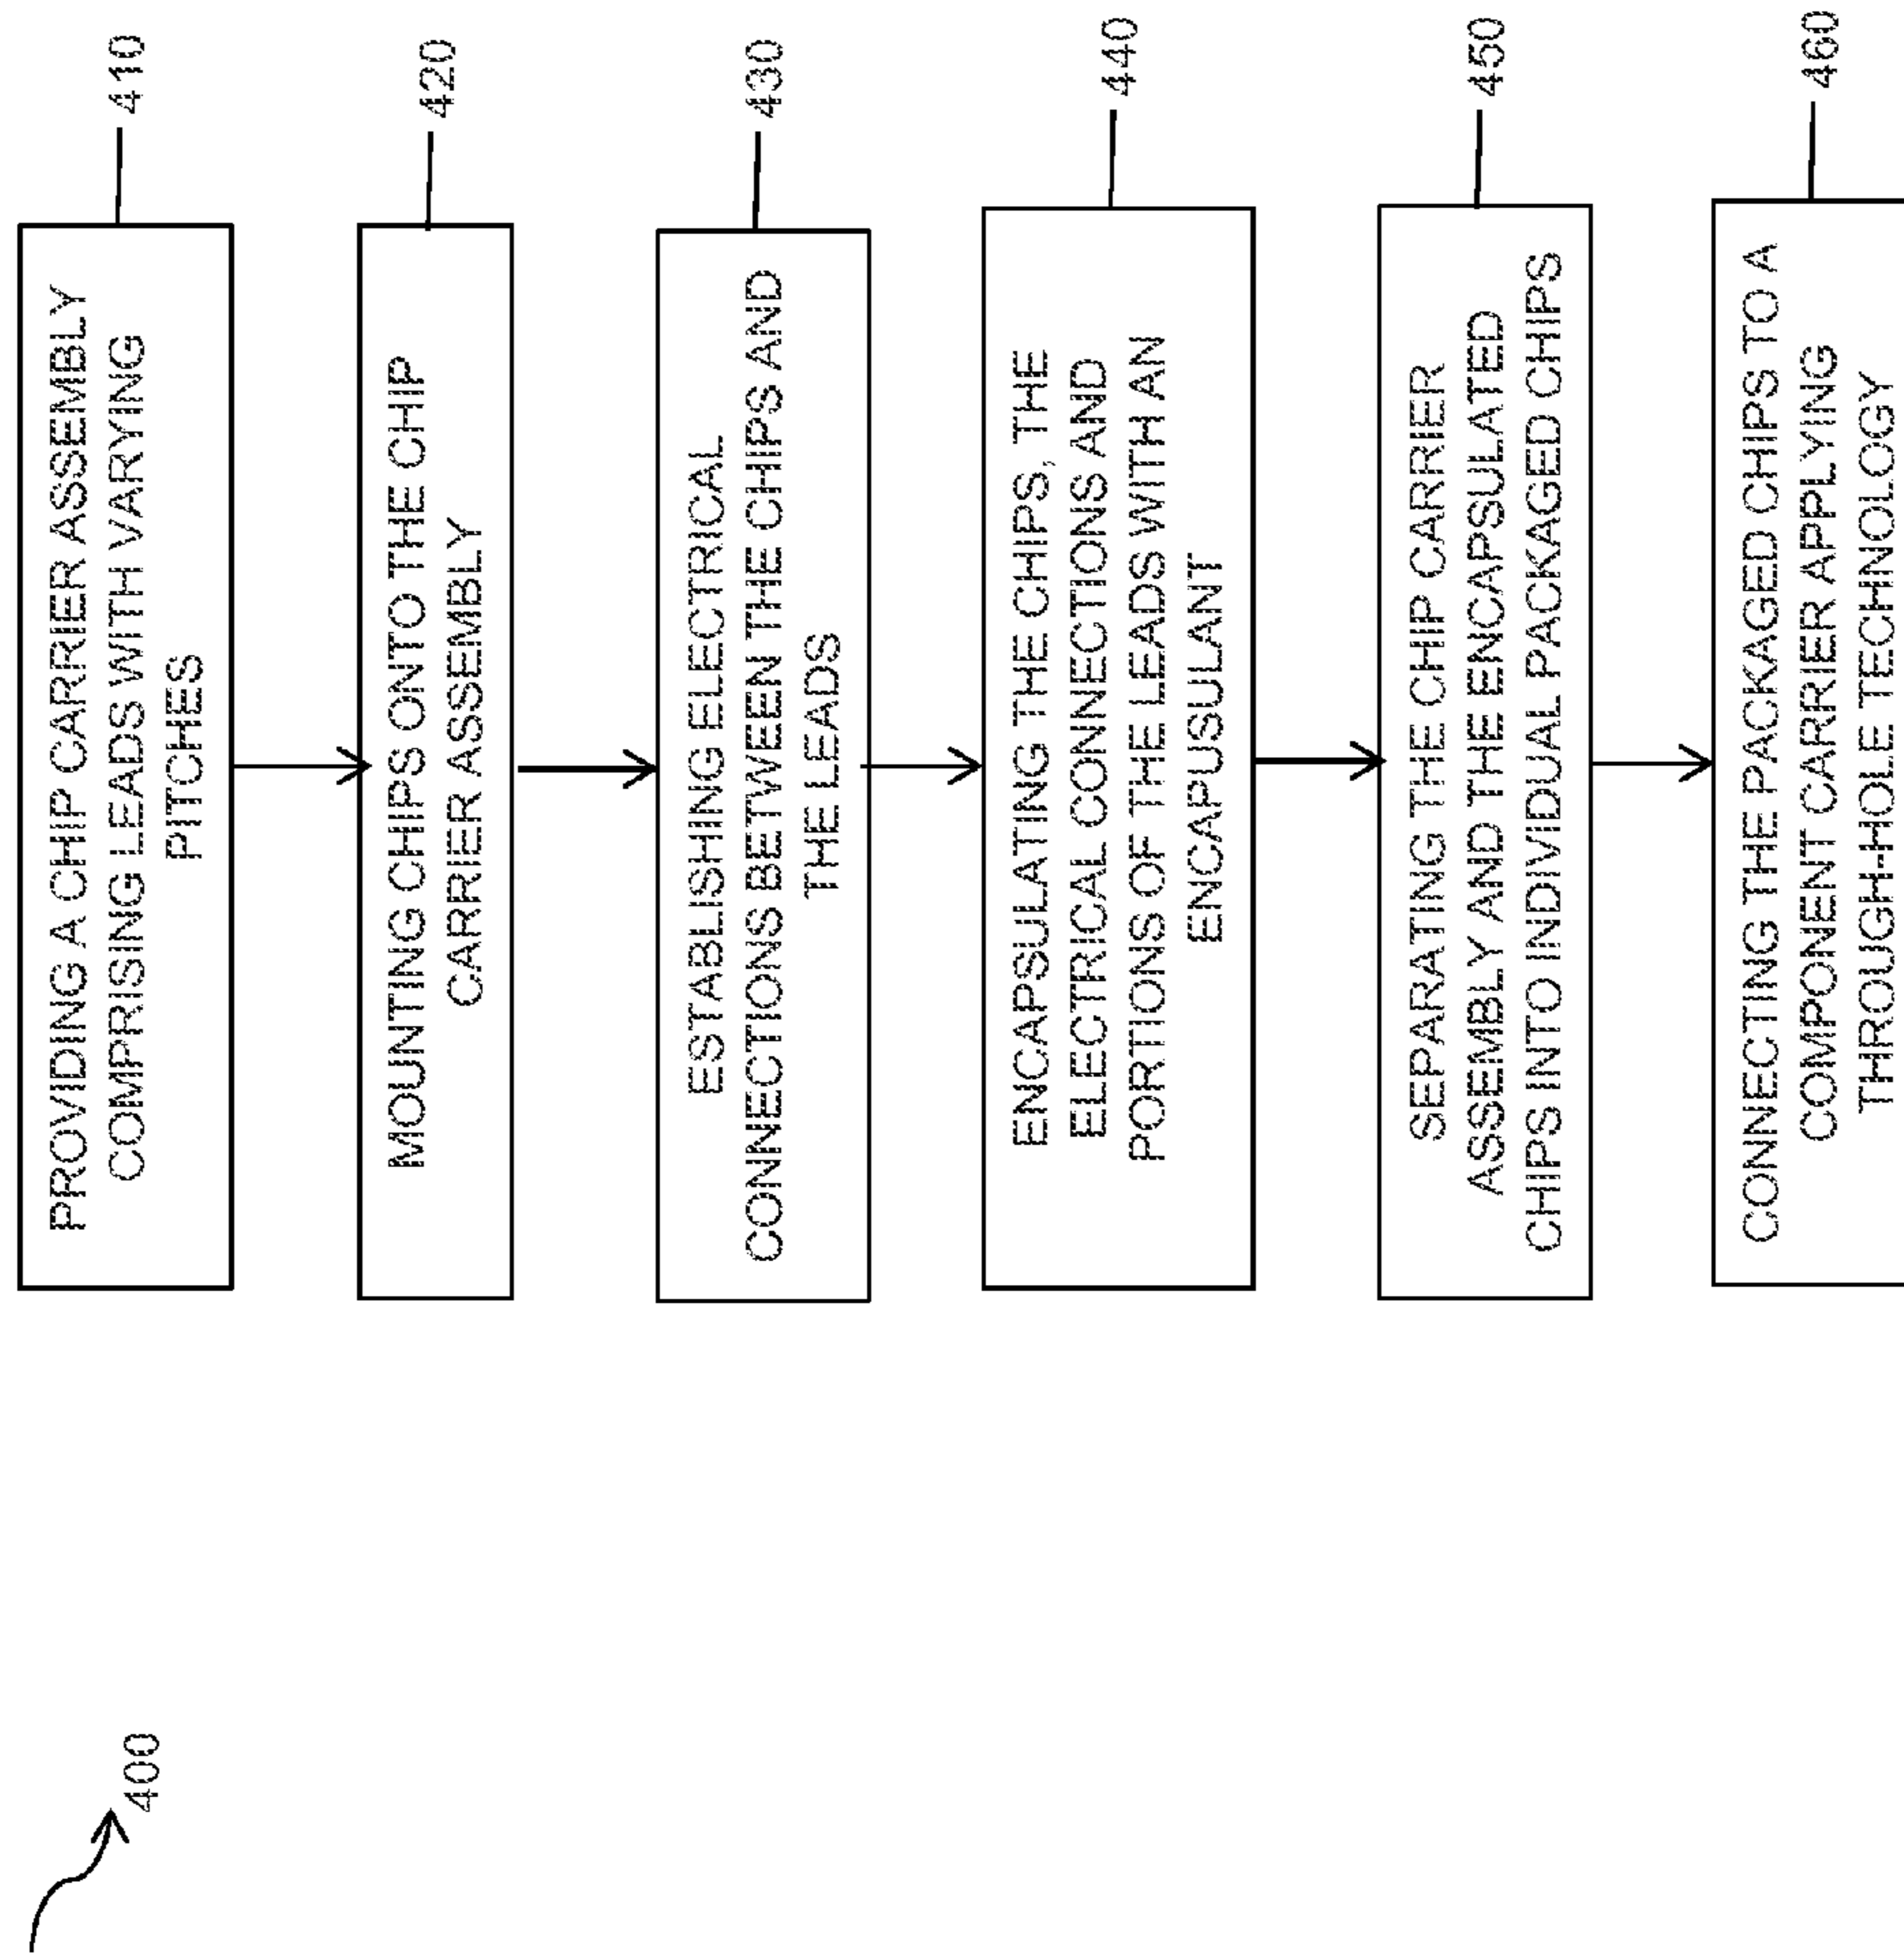 400
PROVIDING A CHIP CARRIER ASSEMBLY
COMPRISING LEADS WITH VARYING
PITCHES
410
MOUNTING CHIPS ONTO THE CHIP
CARRIER ASSEMBLY
420
ESTABLISHING ELECTRICAL
CONNECTIONS BETWEEN THE CHIPS AND
THE LEADS
430
ENCAPSULATING THE CHIPS, THE
ELECTRICAL CONNECTIONS AND
PORTIONS OF THE LEADS WITH AN
ENCAPUSULANT
440
SEPARATING THE CHIP CARRIER
ASSEMBLY AND THE ENCAPSULATED
CHIPS INTO INDIVIDUAL PACKAGED CHIPS
450
CONNECTING THE PACKAGED CHIPS TO A
COMPONENT CARRIER APPLYING
THROUGH-HOLE TECHNOLOGY
460